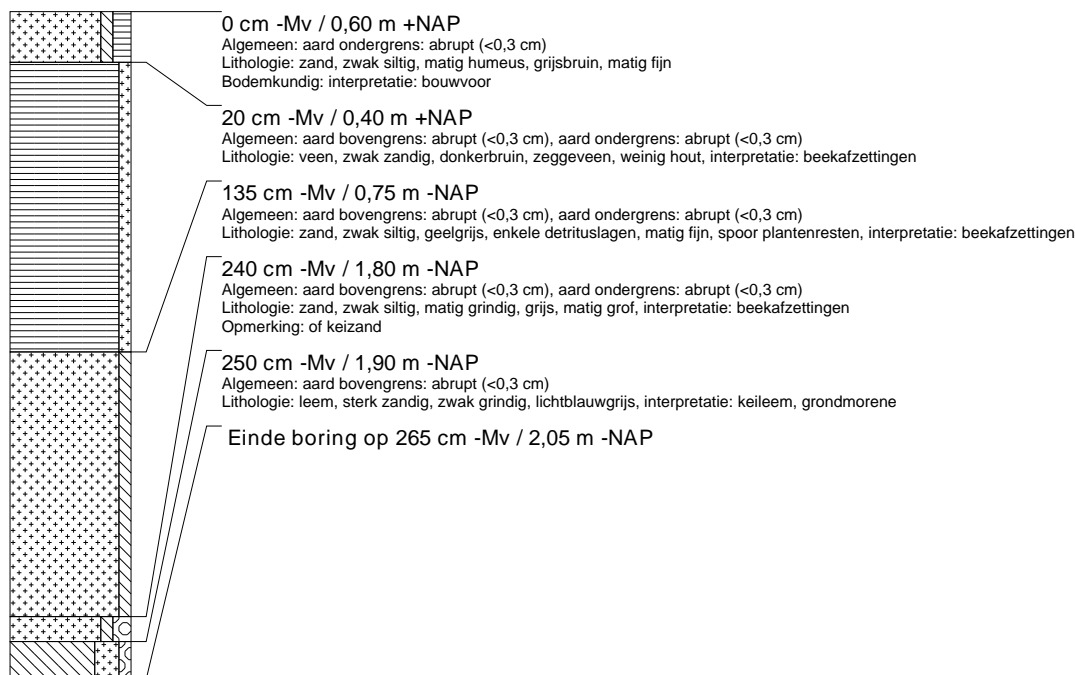 0 cm -Mv / 0,60 m +NAP
Algemeen: aard ondergrens: abrupt (<0,3 cm)
Lithologie: zand, zwak siltig, matig humeus, grijsbruin, matig fijn
Bodemkundig: interpretatie: bouwvoor
20 cm -Mv / 0,40 m +NAP
Algemeen: aard bovengrens: abrupt (<0,3 cm), aard ondergrens: abrupt (<0,3 cm)
Lithologie: veen, zwak zandig, donkerbruin, zeggeveen, weinig hout, interpretatie: beekafzettingen
135 cm -Mv / 0,75 m -NAP
Algemeen: aard bovengrens: abrupt (<0,3 cm), aard ondergrens: abrupt (<0,3 cm)
Lithologie: zand, zwak siltig, geelgrijs, enkele detrituslagen, matig fijn, spoor plantenresten, interpretatie: beekafzettingen
240 cm -Mv / 1,80 m -NAP
Algemeen: aard bovengrens: abrupt (<0,3 cm), aard ondergrens: abrupt (<0,3 cm)
Lithologie: zand, zwak siltig, matig grindig, grijs, matig grof, interpretatie: beekafzettingen
Opmerking: of keizand
250 cm -Mv / 1,90 m -NAP
Algemeen: aard bovengrens: abrupt (<0,3 cm)
Lithologie: leem, sterk zandig, zwak grindig, lichtblauwgrijs, interpretatie: keileem, grondmorene
Einde boring op 265 cm -Mv / 2,05 m -NAP